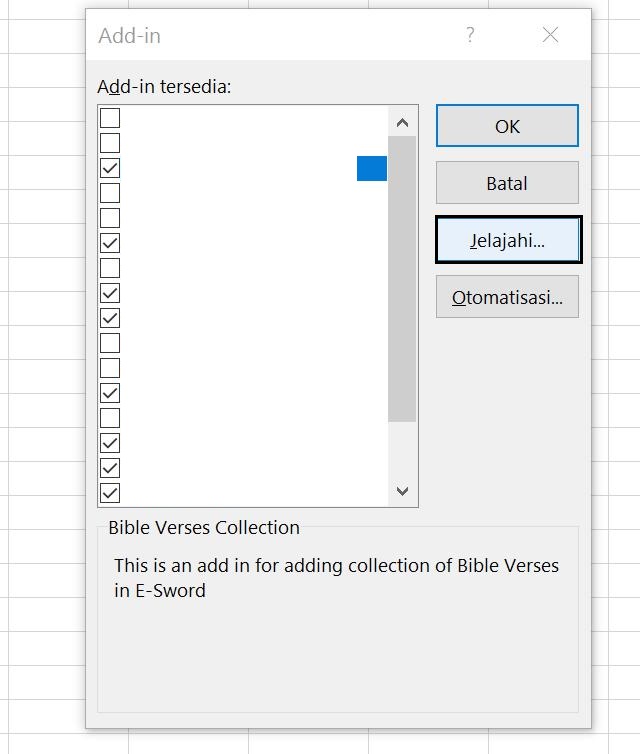 Add-in
?
Add-in tersedia:
OK
Batal
Jelajahi...
Otomatisasi...
Bible Verses Collection
This is an add in for adding collection of Bible Verses
in E-Sword